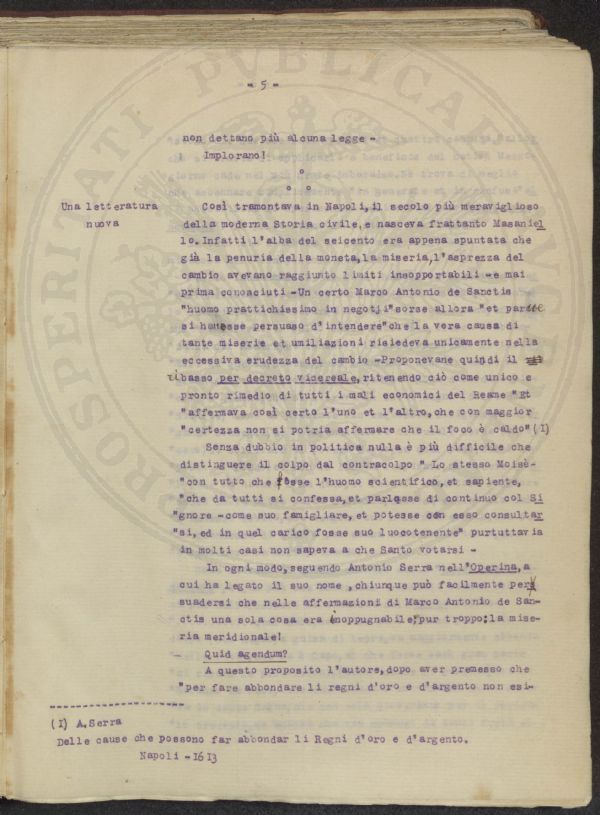 - 5 -
non dettano più alcuna legge -
Implorano!
o
o o
Una letteratura
nuova
Così tramontava in Napoli, il secolo più meraviglioso
della moderna Storia civile, e nasceva frattanto Masaniel
lo. Infatti l'alba del seicento era appena spuntata che
già la penuria della moneta, la miseria, l'asprezza del
cambio avevano raggiunto limiti insopportabili - e mai
prima conosciuti - Un certo Marco Antonio de Sanctis
"huomo prattichissimo in negotji" sorse allora "et par
si hauesse persuaso d'intendere" che la vera causa di
tante miserie et umiliazioni risiedeva unicamente nella
eccessiva erudezza del cambio - Proponevane quindi il
ribasso per decreto vicereale, ritenendo ciò come unico e
pronto rimedio di tutti i mali economici del Reame "Et
"affermava così certo l'uno et l'altro, che con maggior
"certezza non si potria affermare che il foco è caldo" (I)
Senza dubbio in politica nulla è più difficile che
distinguere il colpo dal contracolpo " Lo stesso Moisè-
"con tutto che fosse l'huomo scientifico, et sapiente,
"che da tutti si confessa, et parlasse di continuo col Si
"gnore - come suo famigliare, et potesse con esso consultar
"si, ed in quel carico fosse suo luocotenente" purtuttavia
in molti casi non sapeva a che Santo votarsi -
In ogni modo, seguendo Antonio Serra nell'Operina, a
cui ha legato il suo nome, chiunque può facilmente per
suadersi che nelle affermazioni di Marco Antonio de San-
ctis una sola cosa era inoppugnabile, pur troppo: la mise-
ria meridionale!
- Quid agendum?
A questo proposito l'autore, dopo aver premesso che
"per fare abbondare li regni d'oro e d'argento non esi-
(I) A. Serra
Delle cause che possono far abbondar li Regni d'oro e d'argento.
Napoli - 1613
PROSPERITATI PVBLICAE